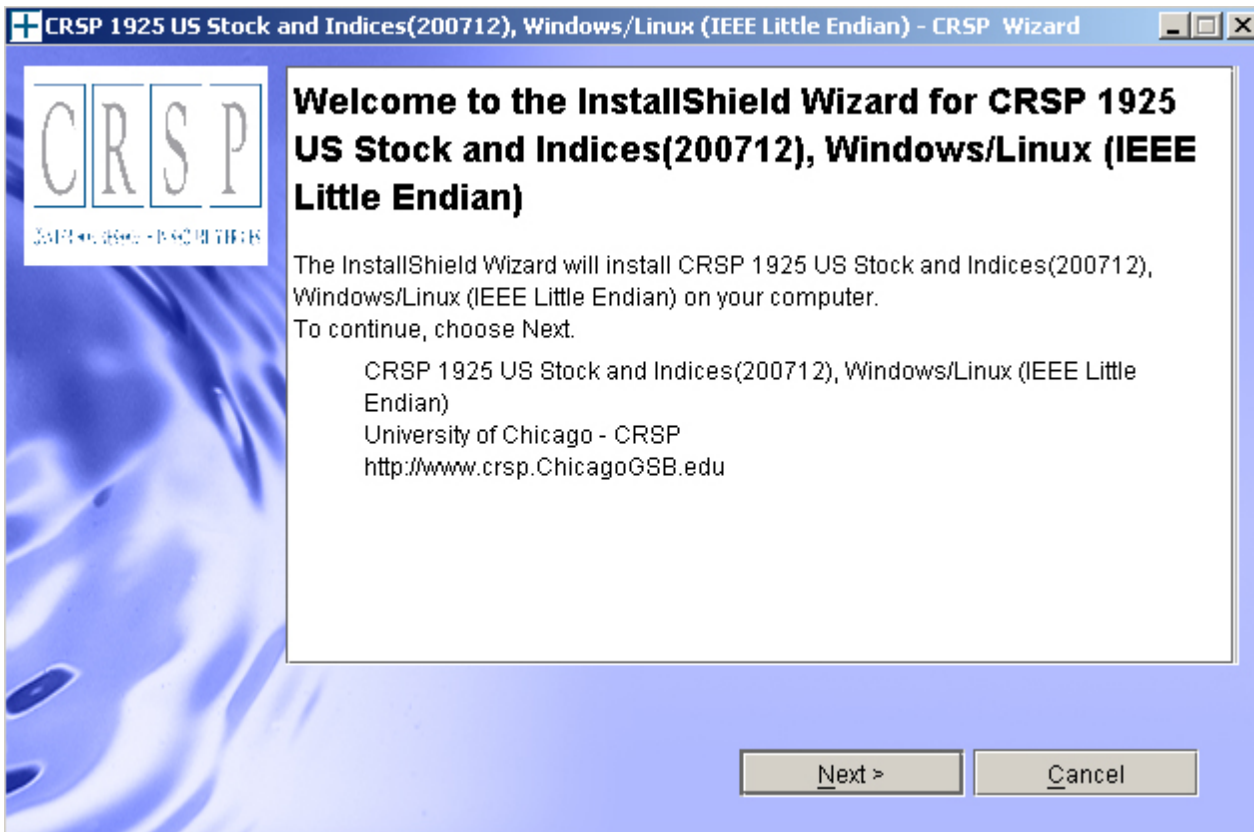 CRSP 1925 US Stock and Indices(200712), Windows/Linux (IEEE Little Endian) - CRSP  Wizard
CRSP
Welcome to the InstallShield Wizard for CRSP 1925
US Stock and Indices(200712), Windows/Linux (IEEE
Little Endian)
The InstallShield Wizard will install CRSP 1925 US Stock and Indices(200712),
Windows/Linux (IEEE Little Endian) on your computer.
To continue, choose Next.
CRSP 1925 US Stock and Indices(200712), Windows/Linux (IEEE Little
Endian)
University of Chicago - CRSP
http://www.crsp.ChicagoGSB.edu
Next >
Cancel